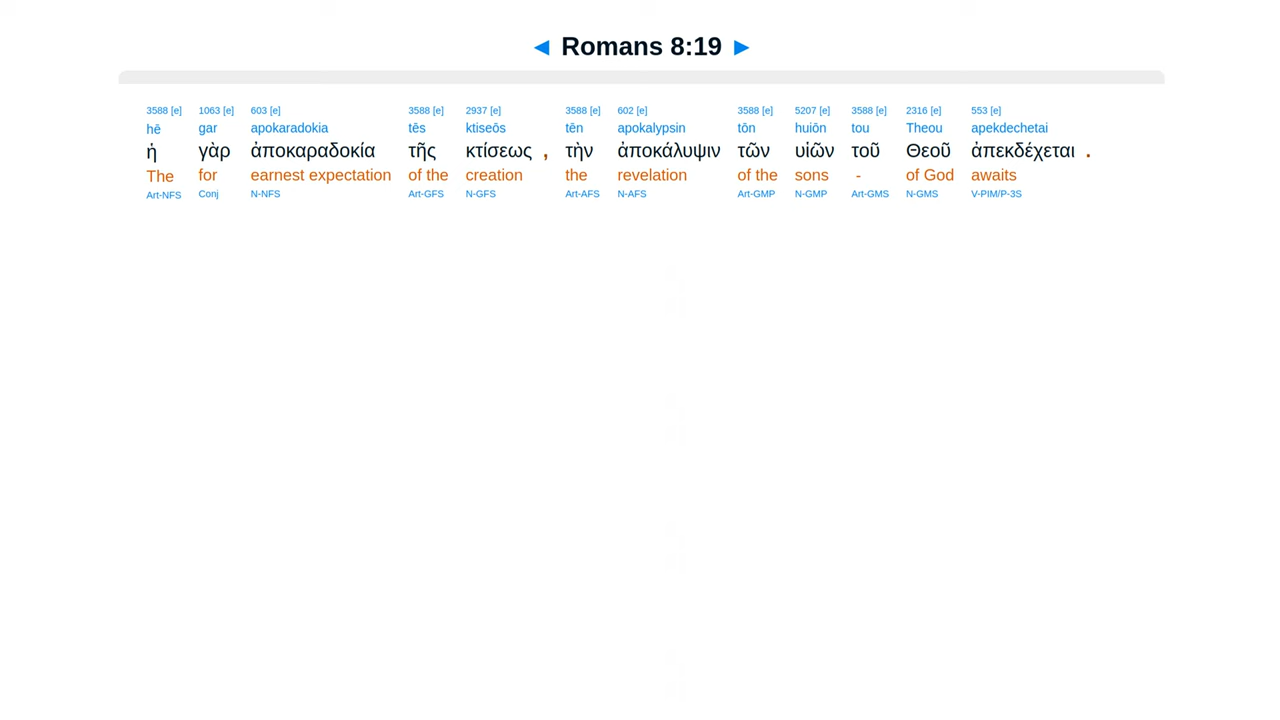 ◄ Romans 8:19 ►
3588 [e] 1063 [e] 603 [e] 3588 [e] 2937 [e] 3588 [e] 602 [e] 3588 [e] 5207 [e] 3588 [e] 2316 [e] 553 [e]
hē gar apokaradokia tēs ktiseōs tēn apokalypsin tōn huiōn tou Theou apekdechetai
ἡ γὰρ ἀποκαραδοκία τῆς κτίσεως , τὴν ἀποκάλυψιν τῶν υἱῶν τοῦ Θεοῦ ἀπεκδέχεται .
The for earnest expectation of the creation the revelation of the sons - of God awaits
Art-NFS Conj N-NFS Art-GFS N-GFS Art-AFS N-AFS Art-GMP N-GMP Art-GMS N-GMS V-PIM/P-3S